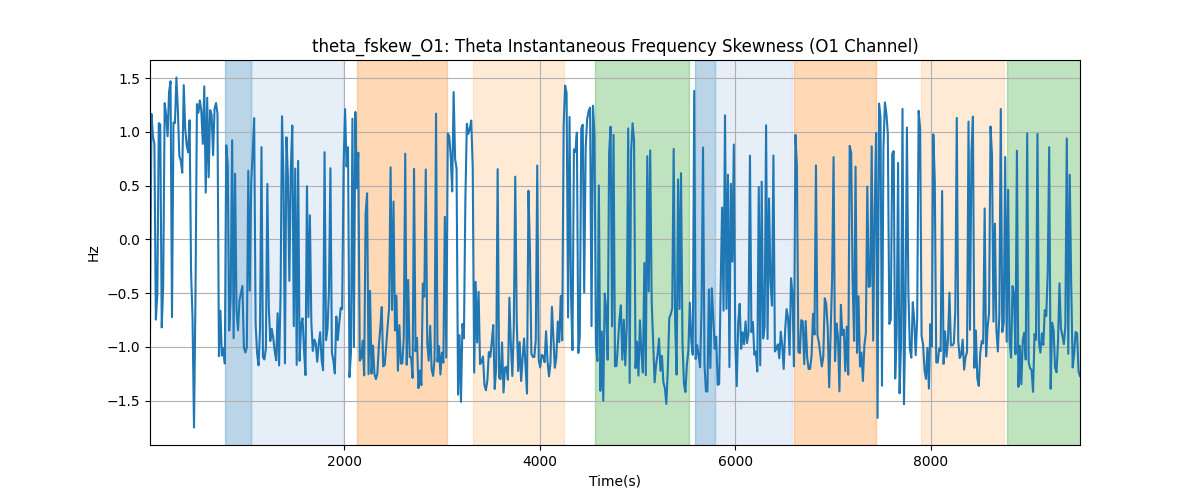 theta_fskew_O1: Theta Instantaneous Frequency Skewness (O1 Channel)
1.5
1.0
0.5
0.0
−0.5
−1.0
−1.5
Hz
2000 4000 6000 8000
Time(s)